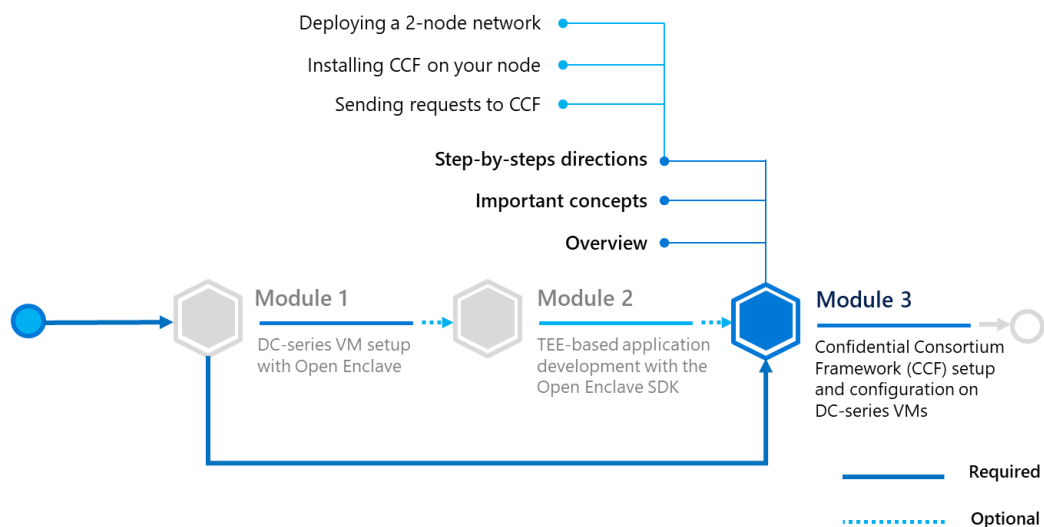 Deploying a 2-node network
Installing CCF on your node
Sending requests to CCF
Step-by-steps directions
Important concepts
Overview
Module 1
DC-series VM setup
with Open Enclave
Module 2
TEE-based application
development with the
Open Enclave SDK
Module 3
Confidential Consortium
Framework (CCF) setup
and configuration on
DC-series VMs
Required
Optional